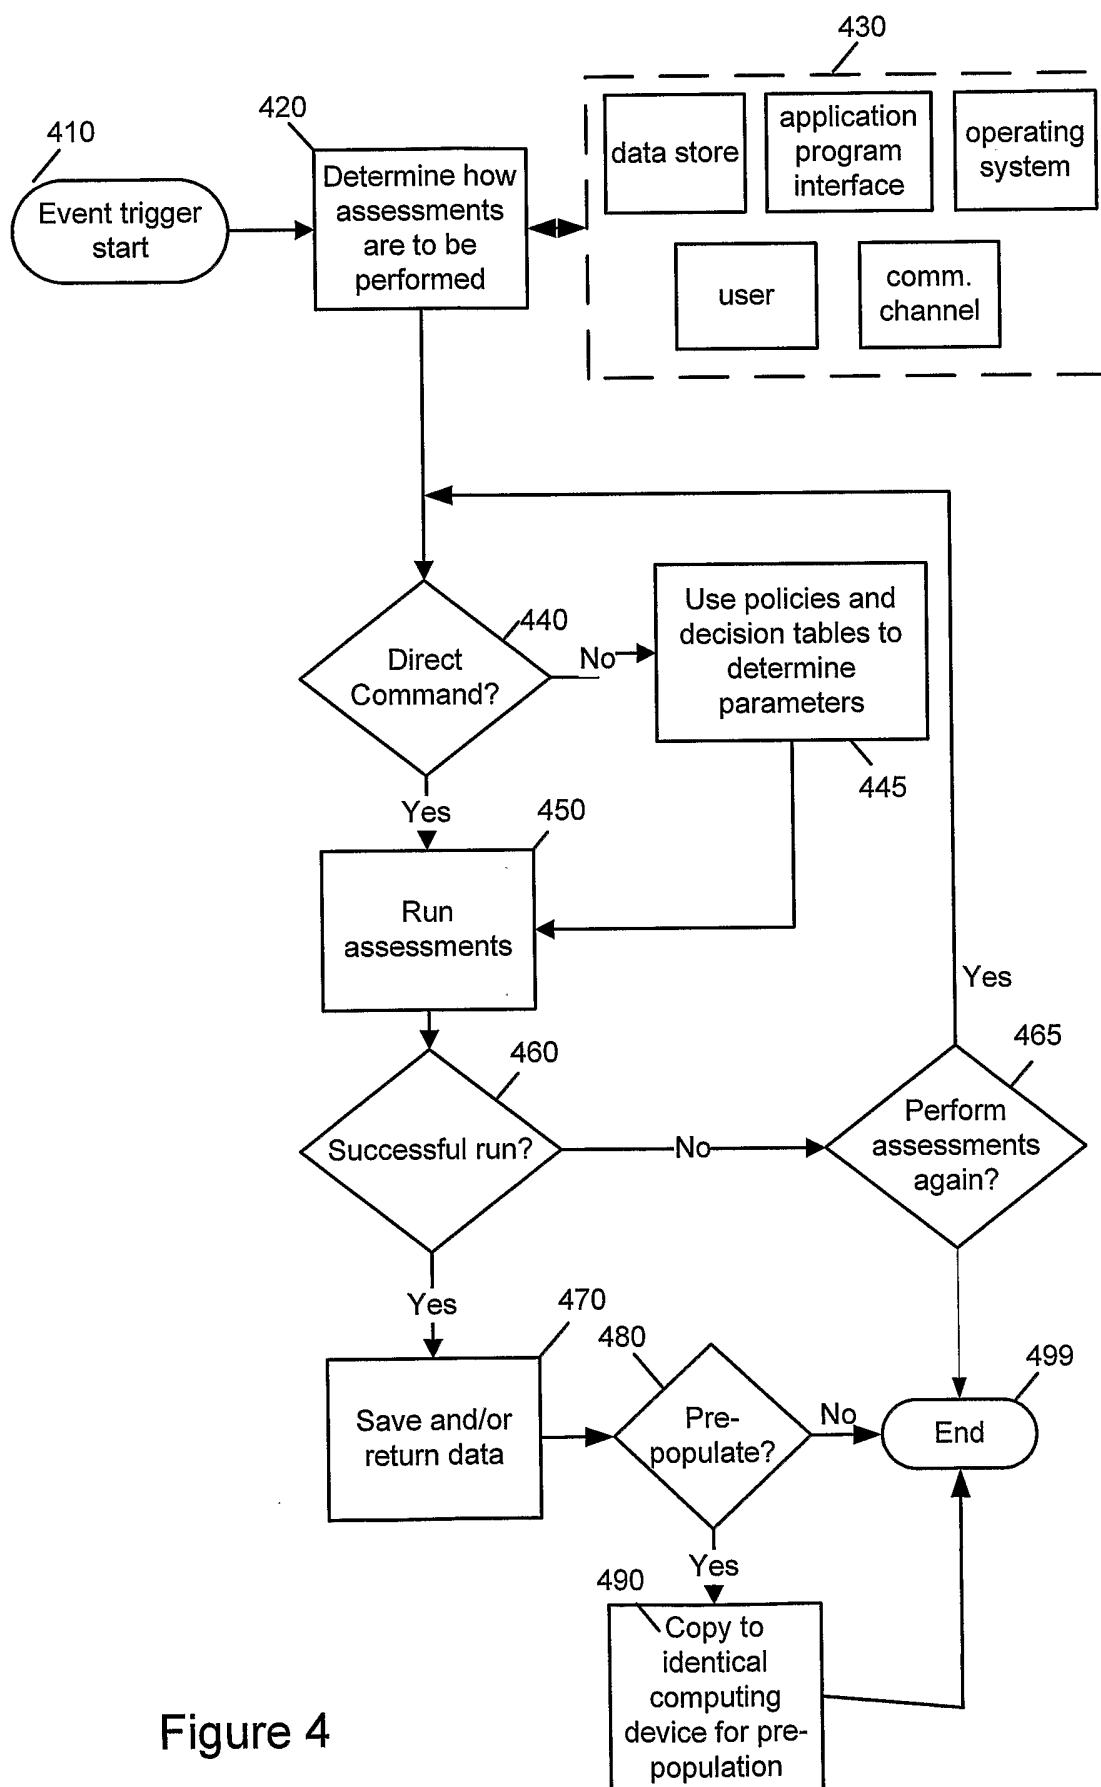 430
420
410
data store
application
program
interface
operating
system
Event trigger
start
Determine how
assessments
are to be
performed
user
comm.
channel
440
Direct
Command?
No
Use policies and
decision tables to
determine
parameters
445
Yes
450
Run
assessments
Yes
460
465
Successful run?
No
Perform
assessments
again?
Yes
470
480
499
Save and/or
return data
Pre-
populate?
No
End
Yes
490
Copy to
identical
computing
device for pre-
population
Figure 4